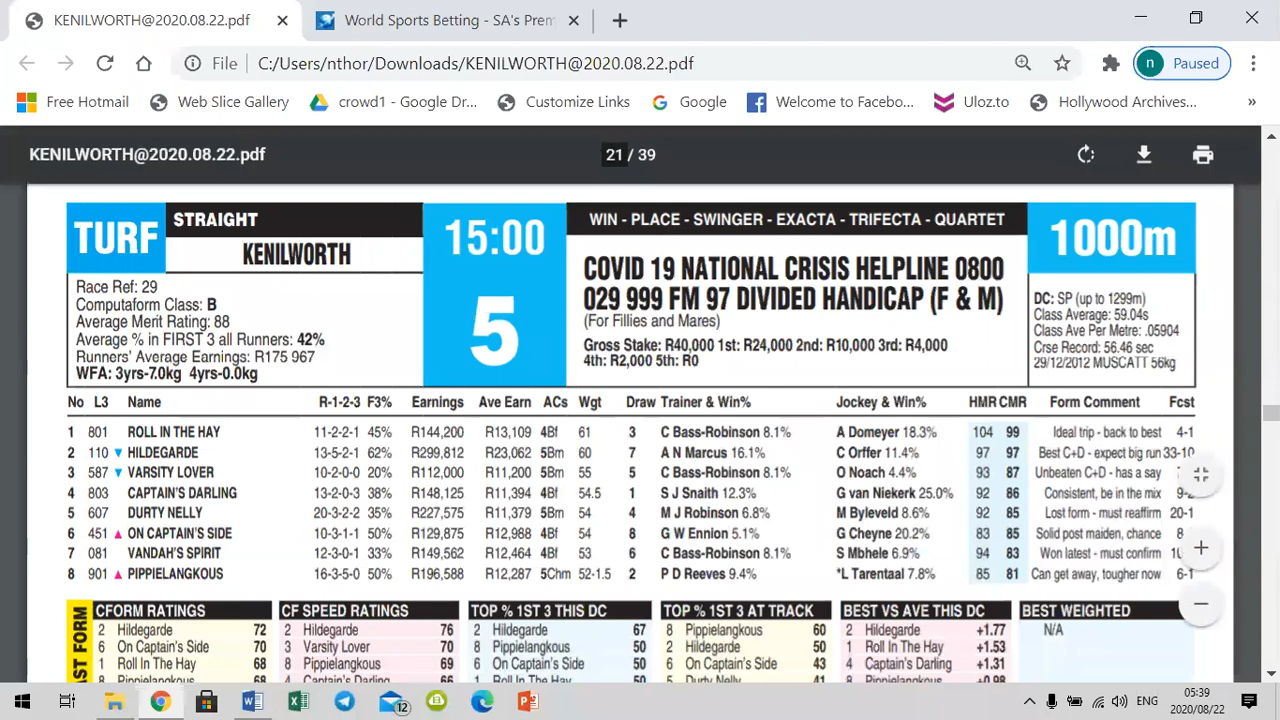 KENILWORTH@2020.08.22.pdf
World Sports Betting - SA's Prem
File
C:/Users/nthor/Downloads/KENILWORTH@2020.08.22.pdf
n Paused
Free Hotmail
Web Slice Gallery
crowd1 - Google Dr...
Customize Links
Google
Welcome to Facebo...
Uloz.to
Hollywood Archives...
»
KENILWORTH@2020.08.22.pdf
21 / 39
TURF
STRAIGHT
KENILWORTH
15:00
5
WIN - PLACE - SWINGER - EXACTA - TRIFECTA - QUARTET
1000m
Race Ref: 29
Computaform Class: B
Average Merit Rating: 88
Average % in FIRST 3 all Runners: 42%
Runners' Average Earnings: R175 967
WFA: 3yrs-7.0kg 4yrs-0.0kg
COVID 19 NATIONAL CRISIS HELPLINE 0800
029 999 FM 97 DIVIDED HANDICAP (F & M)
(For Fillies and Mares)
Gross Stake: R40,000 1st: R24,000 2nd: R10,000 3rd: R4,000
4th: R2,000 5th: R0
DC: SP (up to 1299m)
Class Average: 59.04s
Class Ave Per Metre: .05904
Crse Record: 56.46 sec
29/12/2012 MUSCATT 56kg
No L3 Name R-1-2-3 F3% Earnings Ave Earn ACs Wgt Draw Trainer & Win% Jockey & Win% HMR CMR Form Comment Fcst
1 801 ROLL IN THE HAY 11-2-2-1 45% R144,200 R13,109 4Bf 61 3 C Bass-Robinson 8.1% A Domeyer 18.3% 104 99 Ideal trip - back to best 4-1
2 110 HILDEGARDE 13-5-2-1 62% R299,812 R23,062 5Bm 60 7 A N Marcus 16.1% C Orffer 11.4% 97 97 Best C+D - expect big run 33-10
3 587 VARSITY LOVER 10-2-0-0 20% R112,000 R11,200 5Bm 55 5 C Bass-Robinson 8.1% O Noach 4.4% 93 87 Unbeaten C+D - has a say
4 803 CAPTAIN'S DARLING 13-2-0-3 38% R148,125 R11,394 4Bf 54.5 1 S J Snaith 12.3% G van Niekerk 25.0% 92 86 Consistent, be in the mix
5 607 DURTY NELLY 20-3-2-2 35% R227,575 R11,379 5Bm 54 4 M J Robinson 6.8% M Byleveld 8.6% 92 85 Lost form - must reaffirm 20-1
6 451 ON CAPTAIN'S SIDE 10-3-1-1 50% R129,875 R12,988 4Bf 54 8 G W Ennion 5.1% G Cheyne 20.2% 83 85 Solid post maiden, chance
7 081 VANDAH'S SPIRIT 12-3-0-1 33% R149,562 R12,464 4Bf 53 6 C Bass-Robinson 8.1% S Mbhele 6.9% 94 83 Won latest - must confirm
8 901 PIPPIELANGKOUS 16-3-5-0 50% R196,588 R12,287 5Chm 52-1.5 2 P D Reeves 9.4% *L Tarentaal 7.8% 85 81 Can get away, tougher now 6-1
AST FORM
CFORM RATINGS
2 Hildegarde 72
6 On Captain's Side 70
1 Roll In The Hay 68
8 Pippielangkous 68
CF SPEED RATINGS
2 Hildegarde 76
3 Varsity Lover 70
8 Pippielangkous 69
4 Captain's Darling 66
TOP % 1ST 3 THIS DC
2 Hildegarde 67
8 Pippielangkous 50
6 On Captain's Side 50
1 Roll In The Hay 50
TOP % 1ST 3 AT TRACK
8 Pippielangkous 60
2 Hildegarde 50
6 On Captain's Side 43
5 Durty Nelly 41
BEST VS AVE THIS DC
2 Hildegarde +1.77
1 Roll In The Hay +1.53
4 Captain's Darling +1.31
8 Pippielangkous +0.98
BEST WEIGHTED
N/A
12
ENG
05:39
2020/08/22